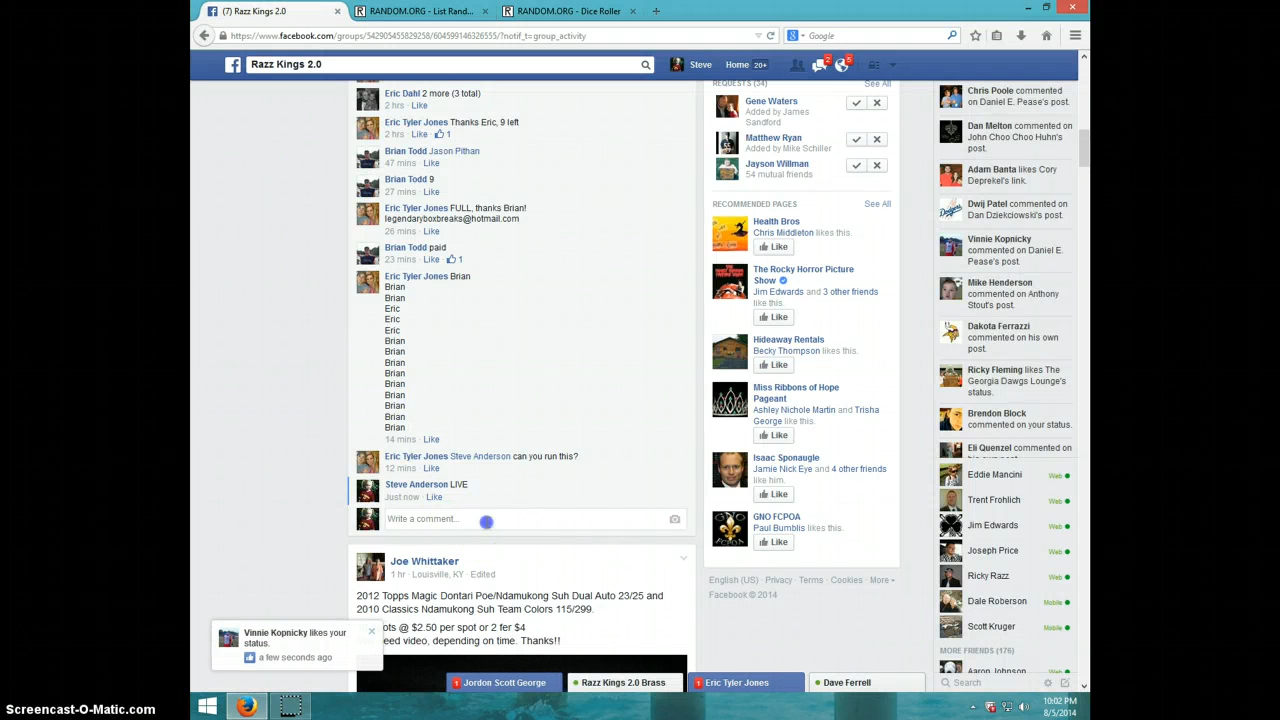 (7) Razz Kings 2.0
RANDOM.ORG - List Rand...
RANDOM.ORG - Dice Roller
https://www.facebook.com/groups/542905455829258/604599146326555/?notif_t=group_activity
Google
Razz Kings 2.0
Steve
Home 20+
2
5
Eric Dahl 2 more (3 total)
2 hrs · Like
Eric Tyler Jones Thanks Eric, 9 left
2 hrs · Like · 1
Brian Todd Jason Pithan
47 mins · Like
Brian Todd 9
27 mins · Like
Eric Tyler Jones FULL, thanks Brian!
legendaryboxbreaks@hotmail.com
26 mins · Like
Brian Todd paid
23 mins · Like · 1
Eric Tyler Jones Brian
Brian
Brian
Eric
Eric
Eric
Brian
Brian
Brian
Brian
Brian
Brian
Brian
Brian
14 mins · Like
Eric Tyler Jones Steve Anderson can you run this?
12 mins · Like
Steve Anderson LIVE
Just now · Like
Write a comment...
Joe Whittaker
1 hr · Louisville, KY · Edited
2012 Topps Magic Dontari Poe/Ndamukong Suh Dual Auto 23/25 and
2010 Classics Ndamukong Suh Team Colors 115/299.
ots @ $2.50 per spot or 2 fer $4
eed video, depending on time. Thanks!!
Vinnie Kopnicky likes your
status.
a few seconds ago
REQUESTS (54)
See All
Gene Waters
Added by James
Sandford
Matthew Ryan
Added by Mike Schiller
Jayson Willman
54 mutual friends
RECOMMENDED PAGES
See All
Health Bros
Chris Middleton likes this.
Like
The Rocky Horror Picture
Show
Jim Edwards and 3 other friends
like this.
Like
Hideaway Rentals
Becky Thompson likes this.
Like
Miss Ribbons of Hope
Pageant
Ashley Nichole Martin and Trisha
George like this.
Like
Isaac Sponaugle
Jamie Nick Eye and 4 other friends
like him.
Like
GNO FCPOA
Paul Bumblis likes this.
Like
English (US) · Privacy · Terms · Cookies · More
Facebook © 2014
Chris Poole commented
on Daniel E. Pease's post.
Dan Melton commented on
John Choo Choo Huhn's
post.
Adam Banta likes Cory
Deprekel's link.
Dwij Patel commented on
Dan Dziekciowski's post.
Vinnie Kopnicky
commented on Daniel E.
Pease's post.
Mike Henderson
commented on Anthony
Stout's post.
Dakota Ferrazzi
commented on his own
post.
Ricky Fleming likes The
Georgia Dawgs Lounge's
status.
Brendon Block
commented on your status.
Eli Quenzel commented on
Eddie Mancini Web
Trent Frohlich Web
Jim Edwards Web
Joseph Price Web
Ricky Razz Web
Dale Roberson Mobile
Scott Kruger Mobile
MORE FRIENDS (176)
Aaron Johnson
Search
1 Jordon Scott George
Razz Kings 2.0 Brass
1 Eric Tyler Jones
Dave Ferrell
10:02 PM
8/5/2014
Screencast-O-Matic.com